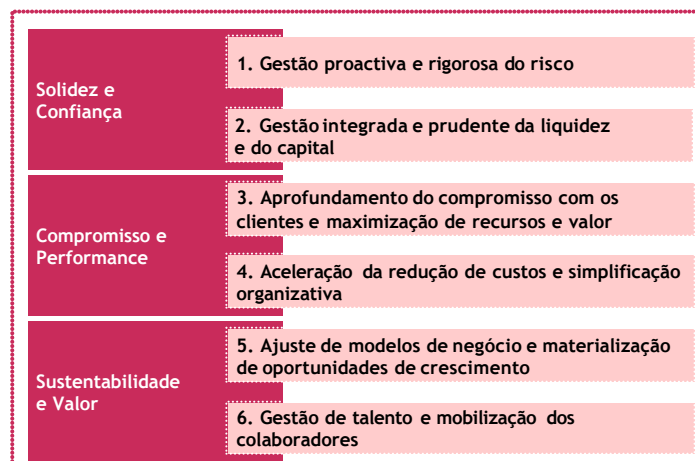 Solidez e
Confiança
1. Gestão proactiva e rigorosa do risco
2. Gestão integrada e prudente da liquidez
e do capital
Compromisso e
Performance
3. Aprofundamento do compromisso com os
clientes e maximização de recursos e valor
4. Aceleração da redução de custos e simplificação
organizativa
Sustentabilidade
e Valor
5. Ajuste de modelos de negócio e materialização
de oportunidades de crescimento
6. Gestão de talento e mobilização dos
colaboradores